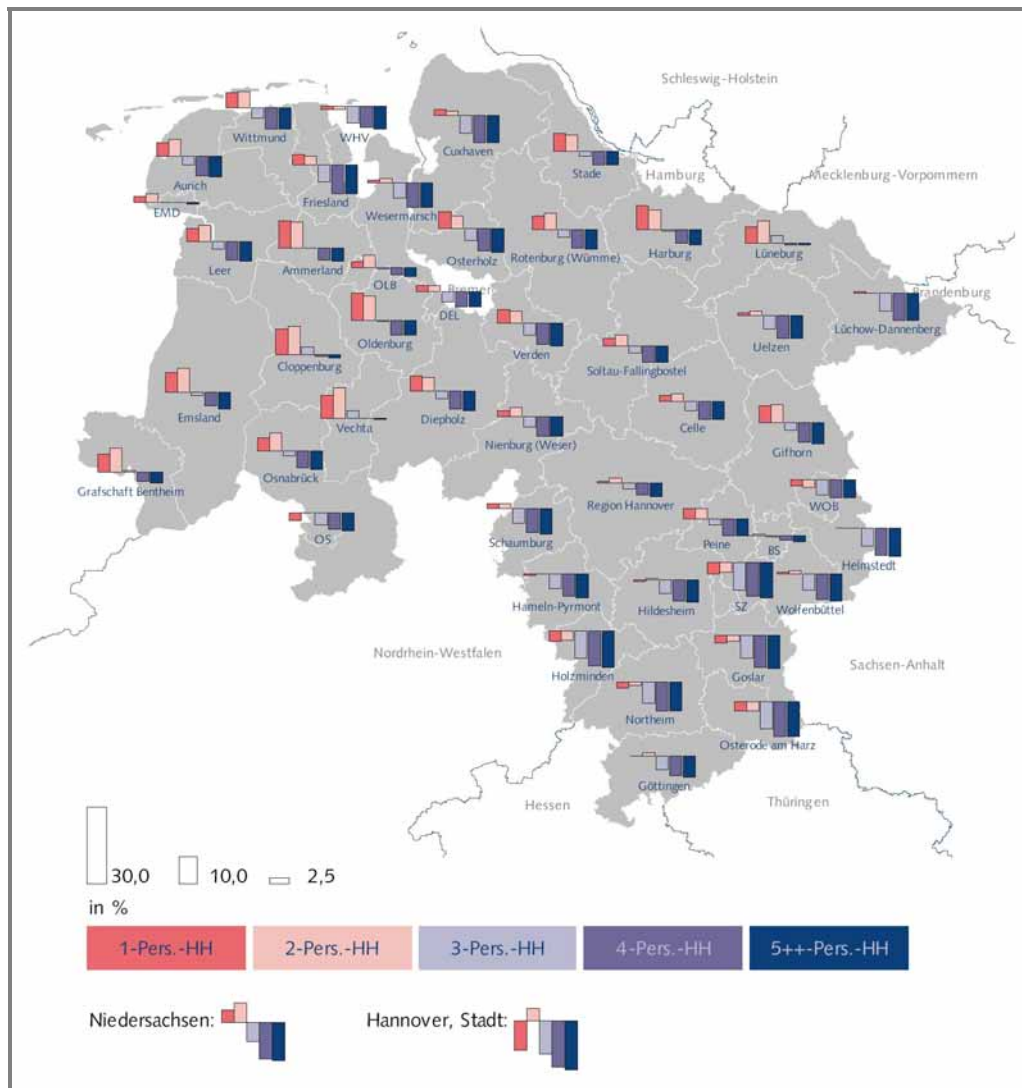 Schleswig-Holstein
Wittmund
WHV
Cuxhaven
Stade
Hamburg
Mecklenburg-Vorpommern
Aurich
Friesland
Wesermarsch
EMD
Leer
Ammerland
Osterholz
Rotenburg (Wümme)
Harburg
Lüneburg
OLB
Bremen
DEL
Brandenburg
Oldenburg
Verden
Uelzen
Lüchow-Dannenberg
Cloppenburg
Soltau-Fallingbostel
Emsland
Vechta
Diepholz
Nienburg (Weser)
Celle
Gifhorn
Osnabrück
Grafschaft Bentheim
Region Hannover
WOB
OS
Schaumburg
Peine
BS
Helmstedt
Hameln-Pyrmont
Hildesheim
SZ
Wolfenbüttel
Nordrhein-Westfalen
Holzminden
Goslar
Sachsen-Anhalt
Northeim
Osterode am Harz
Göttingen
Hessen
Thüringen
30,0 10,0 2,5
in %
1-Pers.-HH 2-Pers.-HH 3-Pers.-HH 4-Pers.-HH 5++-Pers.-HH
Niedersachsen: Hannover, Stadt: